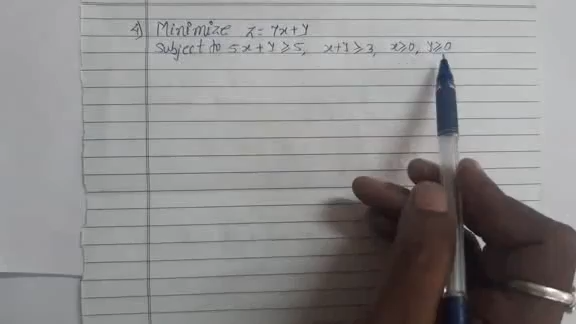 4) Minimize z = 7x+y
Subject to 5x+y ≥ 5, x+y ≥ 3, x≥0, y≥0